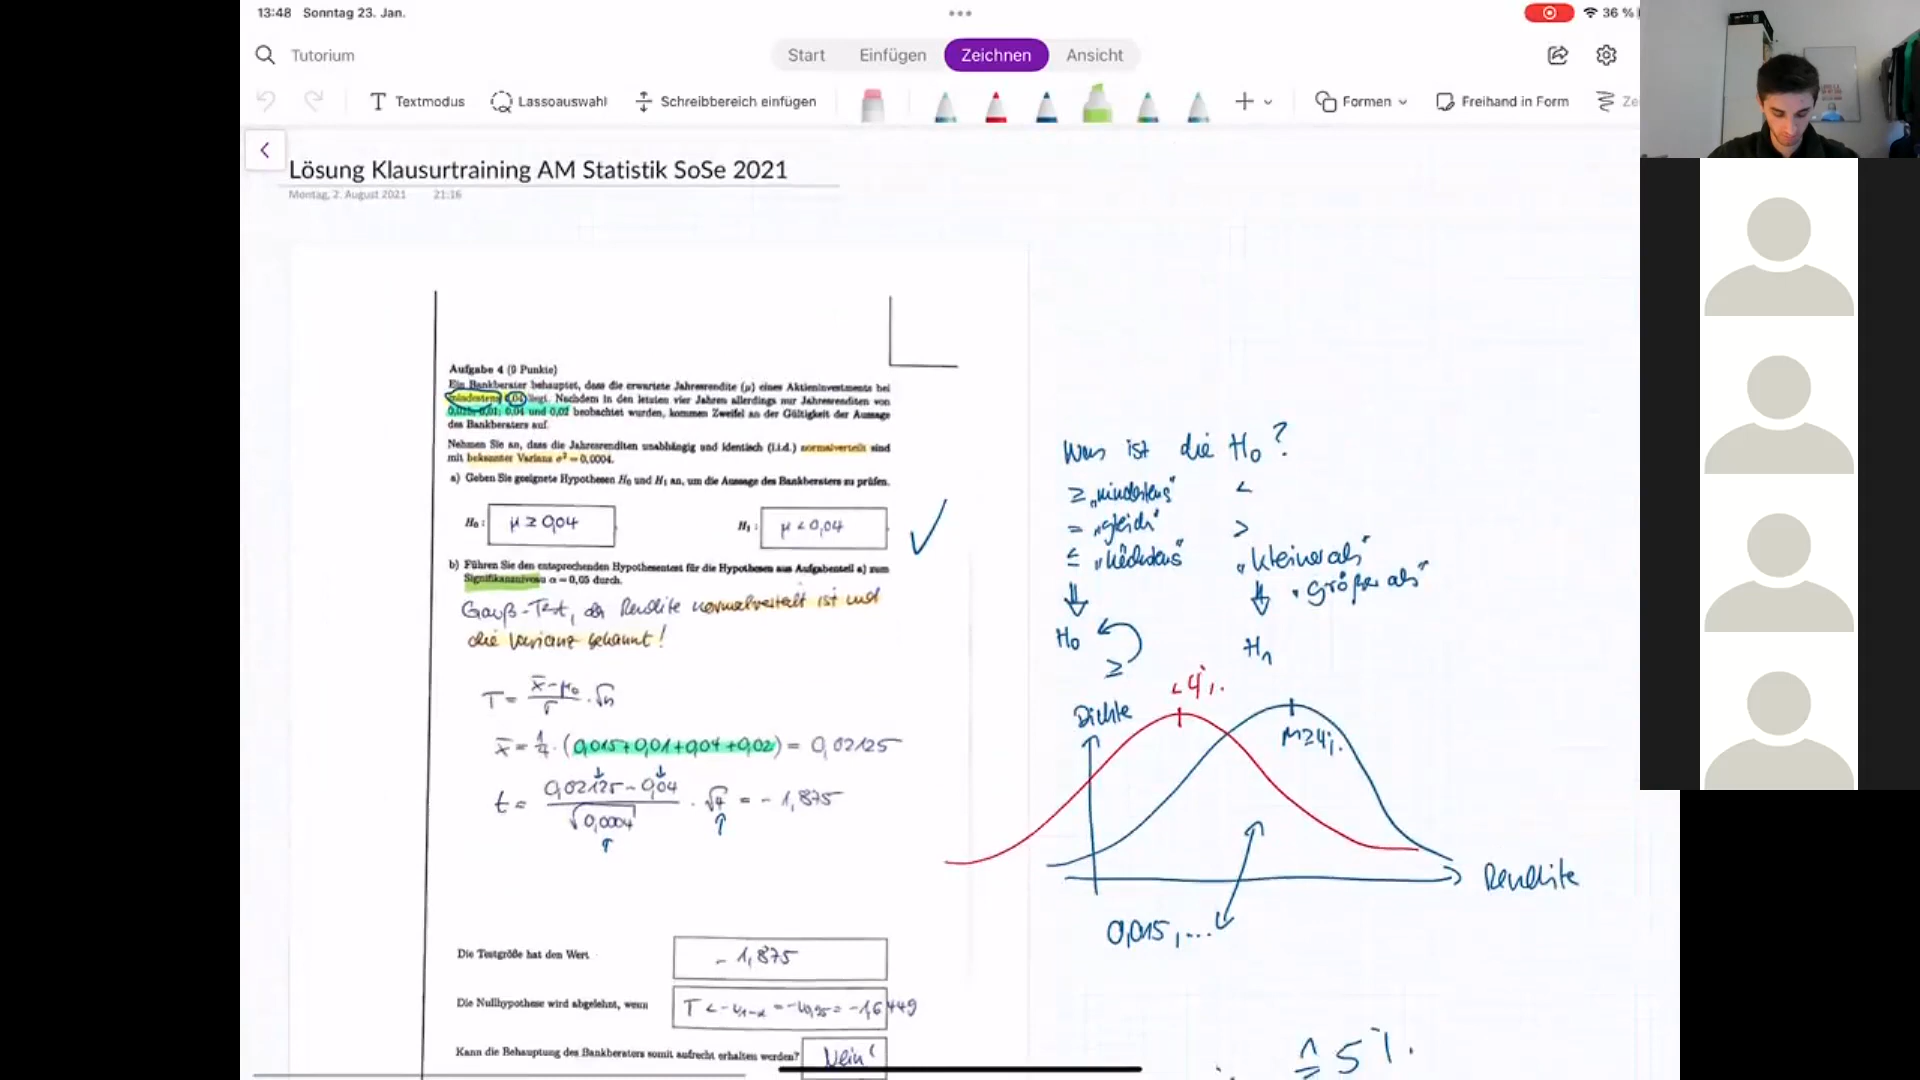 13:48 Sonntag 23. Jan.
36 %
Tutorium
Start Einfügen Zeichnen Ansicht
Textmodus Lassoauswahl Schreibbereich einfügen Formen Freihand in Form
Lösung Klausurtraining AM Statistik SoSe 2021
Montag, 2. August 2021 21:16
Aufgabe 4 (9 Punkte)
Ein Bankberater behauptet, dass die erwartete Jahresrendite (μ) eines Aktieninvestments bei
mindestens 0,04 liegt. Nachdem in den letzten vier Jahren allerdings nur Jahresrenditen von
0,015; 0,01; 0,04 und 0,02 beobachtet wurden, kommen Zweifel an der Gültigkeit der Aussage
des Bankberaters auf.
Nehmen Sie an, dass die Jahresrenditen unabhängig und identisch (i.i.d.) normalverteilt sind
mit bekannter Varianz σ² = 0,0004.
a) Geben Sie geeignete Hypothesen H₀ und H₁ an, um die Aussage des Bankberaters zu prüfen.
H₀: μ ≥ 0,04 H₁: μ < 0,04
b) Führen Sie den entsprechenden Hypothesentest für die Hypothesen aus Aufgabenteil a) zum
Signifikanzniveau α = 0,05 durch.
Gauß-Test, da Rendite normalverteilt ist und
die Varianz bekannt!
T = (x̄ - μ₀)/σ · √n
x̄ = 1/4 · (0,015 + 0,01 + 0,04 + 0,02) = 0,02125
t = (0,02125 - 0,04)/√0,0004 · √4 = - 1,875
Die Testgröße hat den Wert - 1,875
Die Nullhypothese wird abgelehnt, wenn T < -u₁₋α = -u₀,₉₅ = -1,6449
Kann die Behauptung des Bankberaters somit aufrecht erhalten werden? Nein!
Was ist die H₀?
≥ „mindestens" <
= „gleich" >
≤ „höchstens" „kleiner als"
„größer als"
H₀ H₁
≥
< 4%
Dichte
μ ≥ 4%
Rendite
0,015, ...
≙ 5%